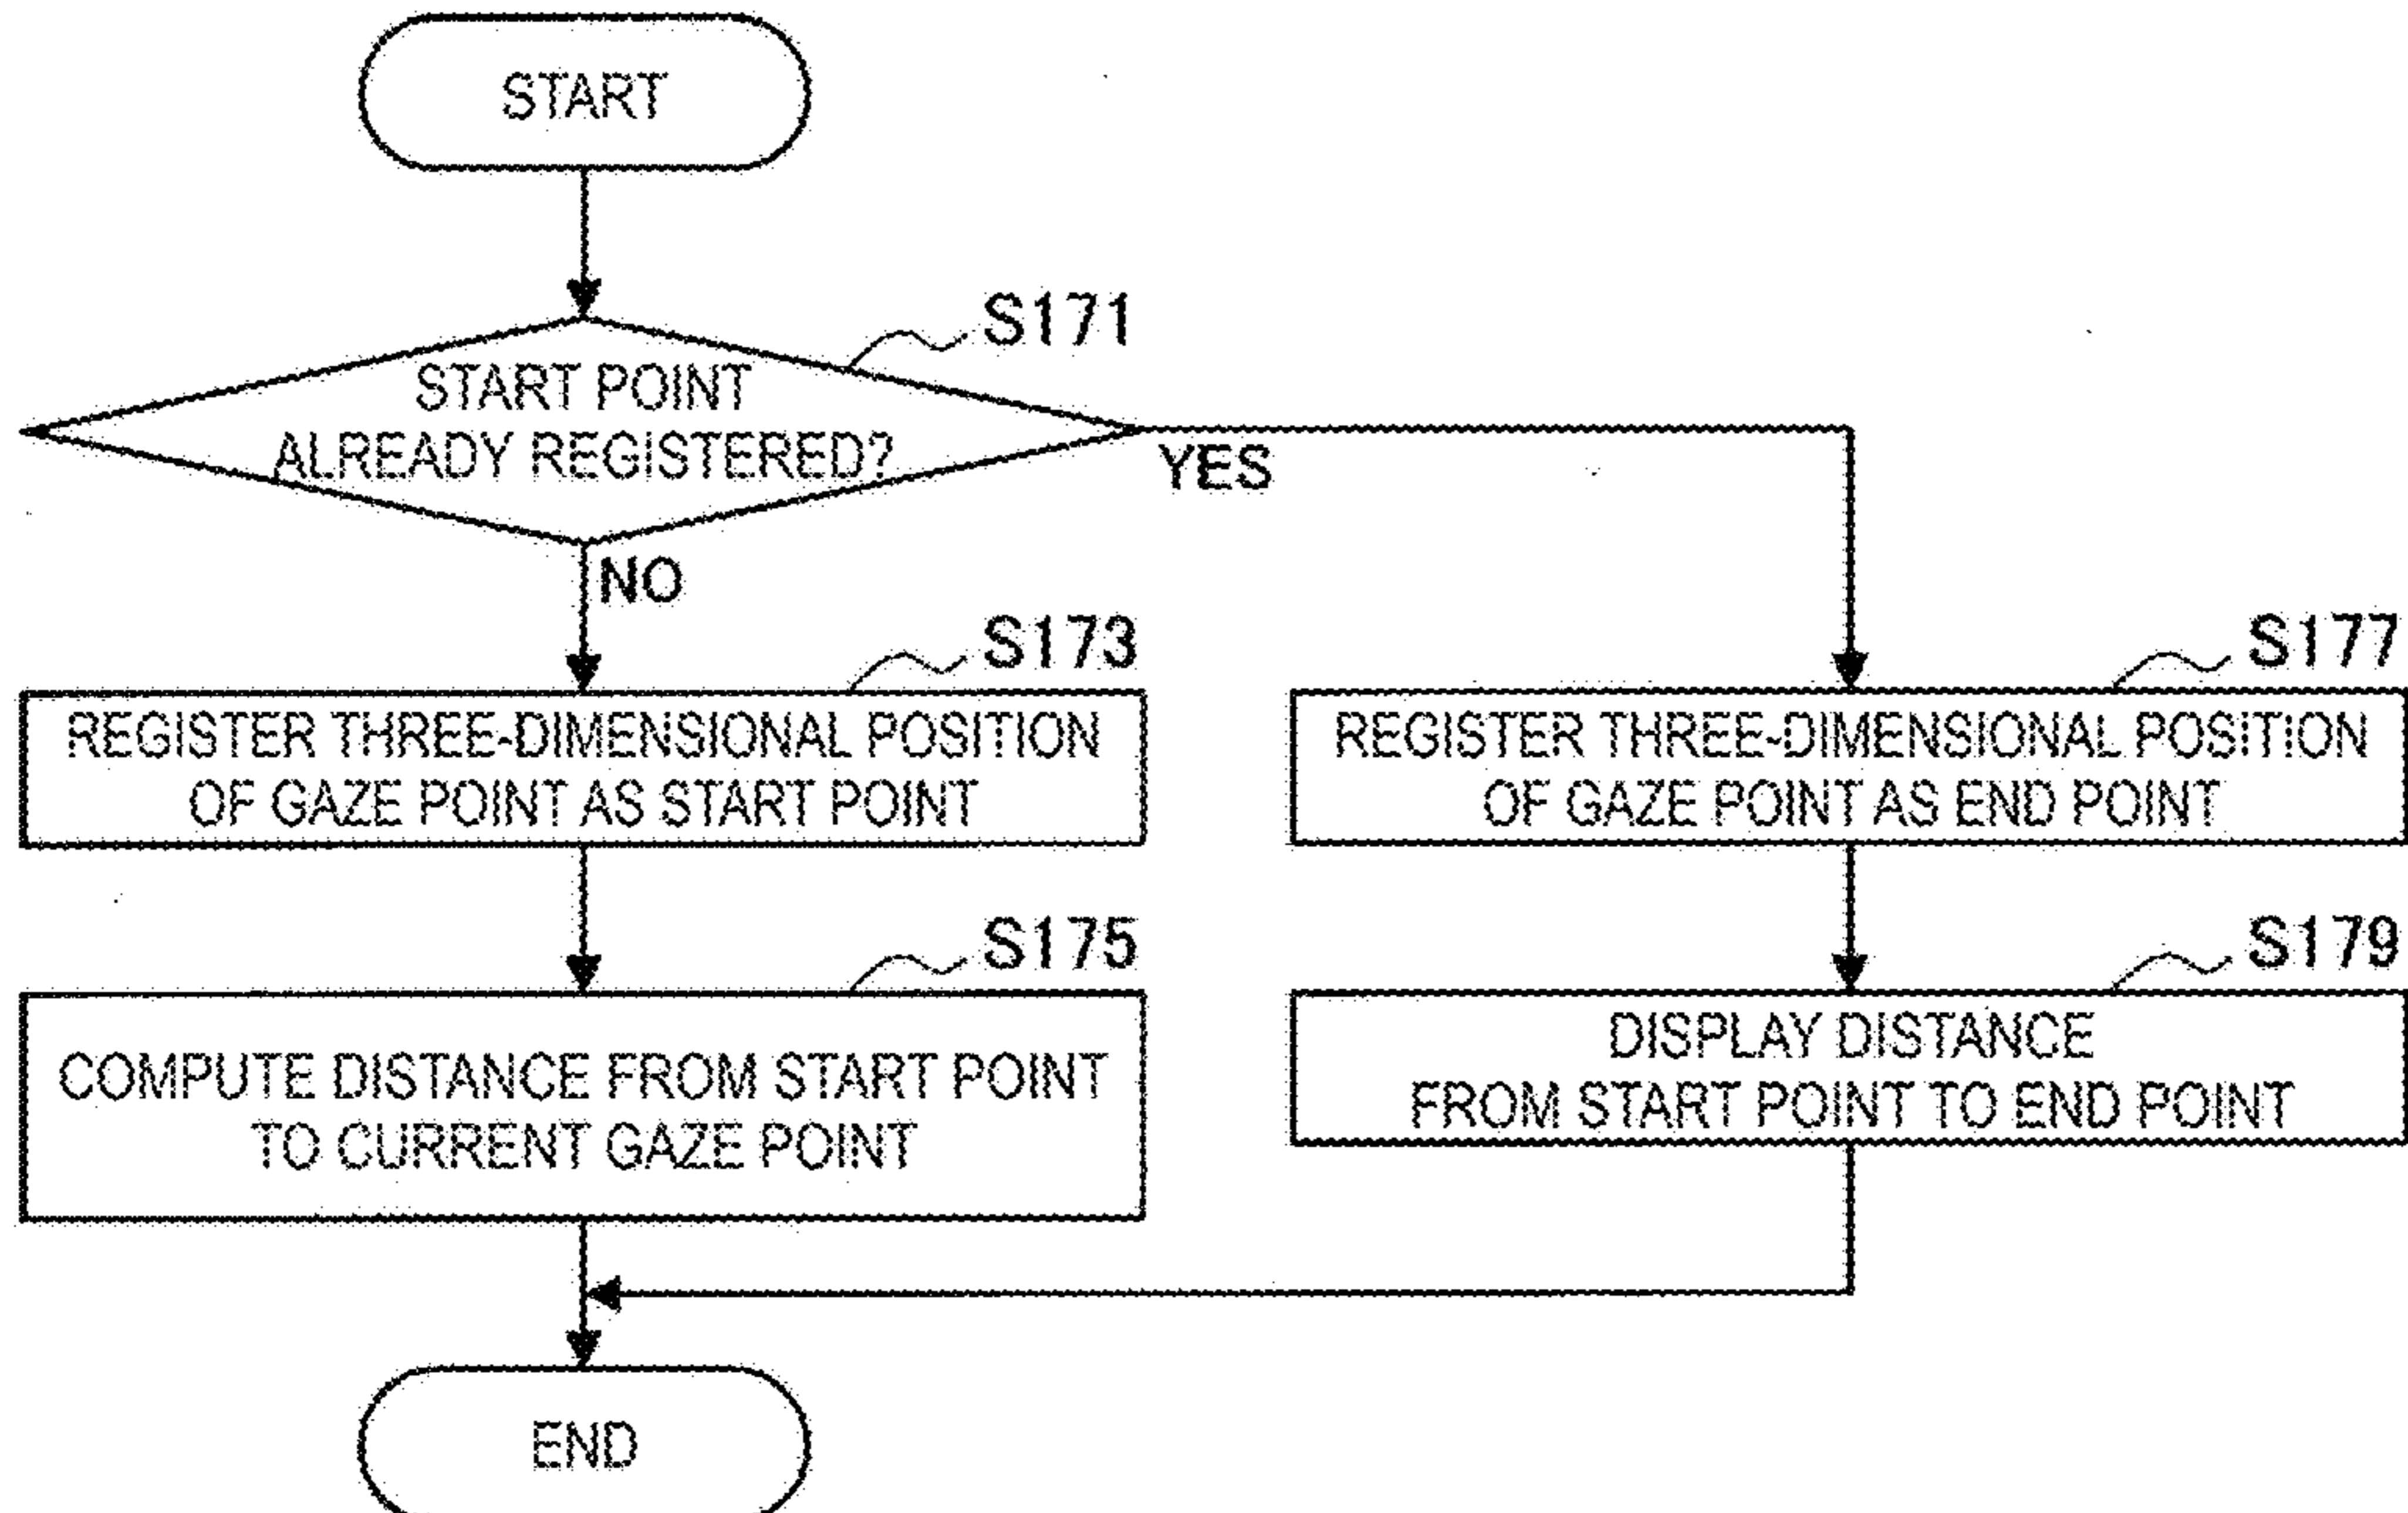 START
S171
START POINT
ALREADY REGISTERED?
YES
NO
S173
REGISTER THREE-DIMENSIONAL POSITION
OF GAZE POINT AS START POINT
S177
REGISTER THREE-DIMENSIONAL POSITION
OF GAZE POINT AS END POINT
S175
COMPUTE DISTANCE FROM START POINT
TO CURRENT GAZE POINT
S179
DISPLAY DISTANCE
FROM START POINT TO END POINT
END